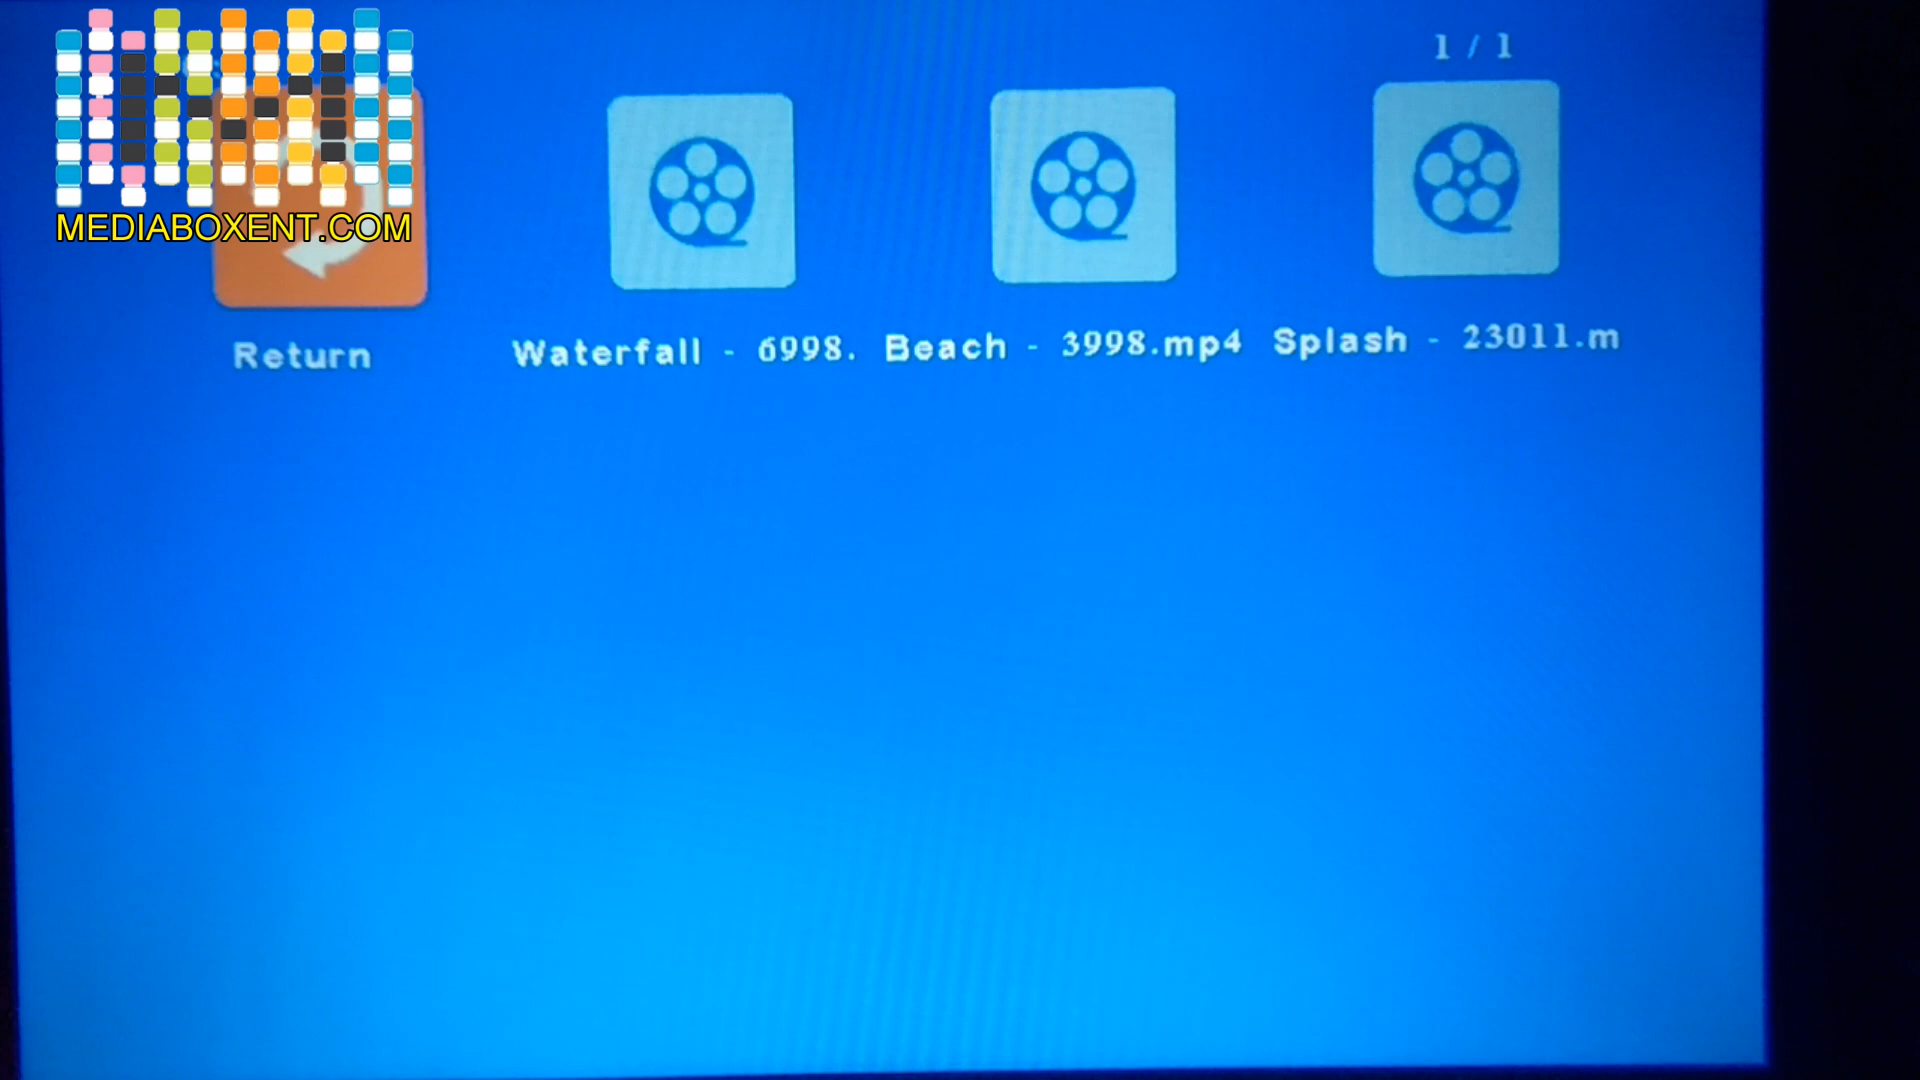 1 / 1
MEDIABOXENT.COM
Return
Waterfall - 6998.
Beach - 3998.mp4
Splash - 23011.m